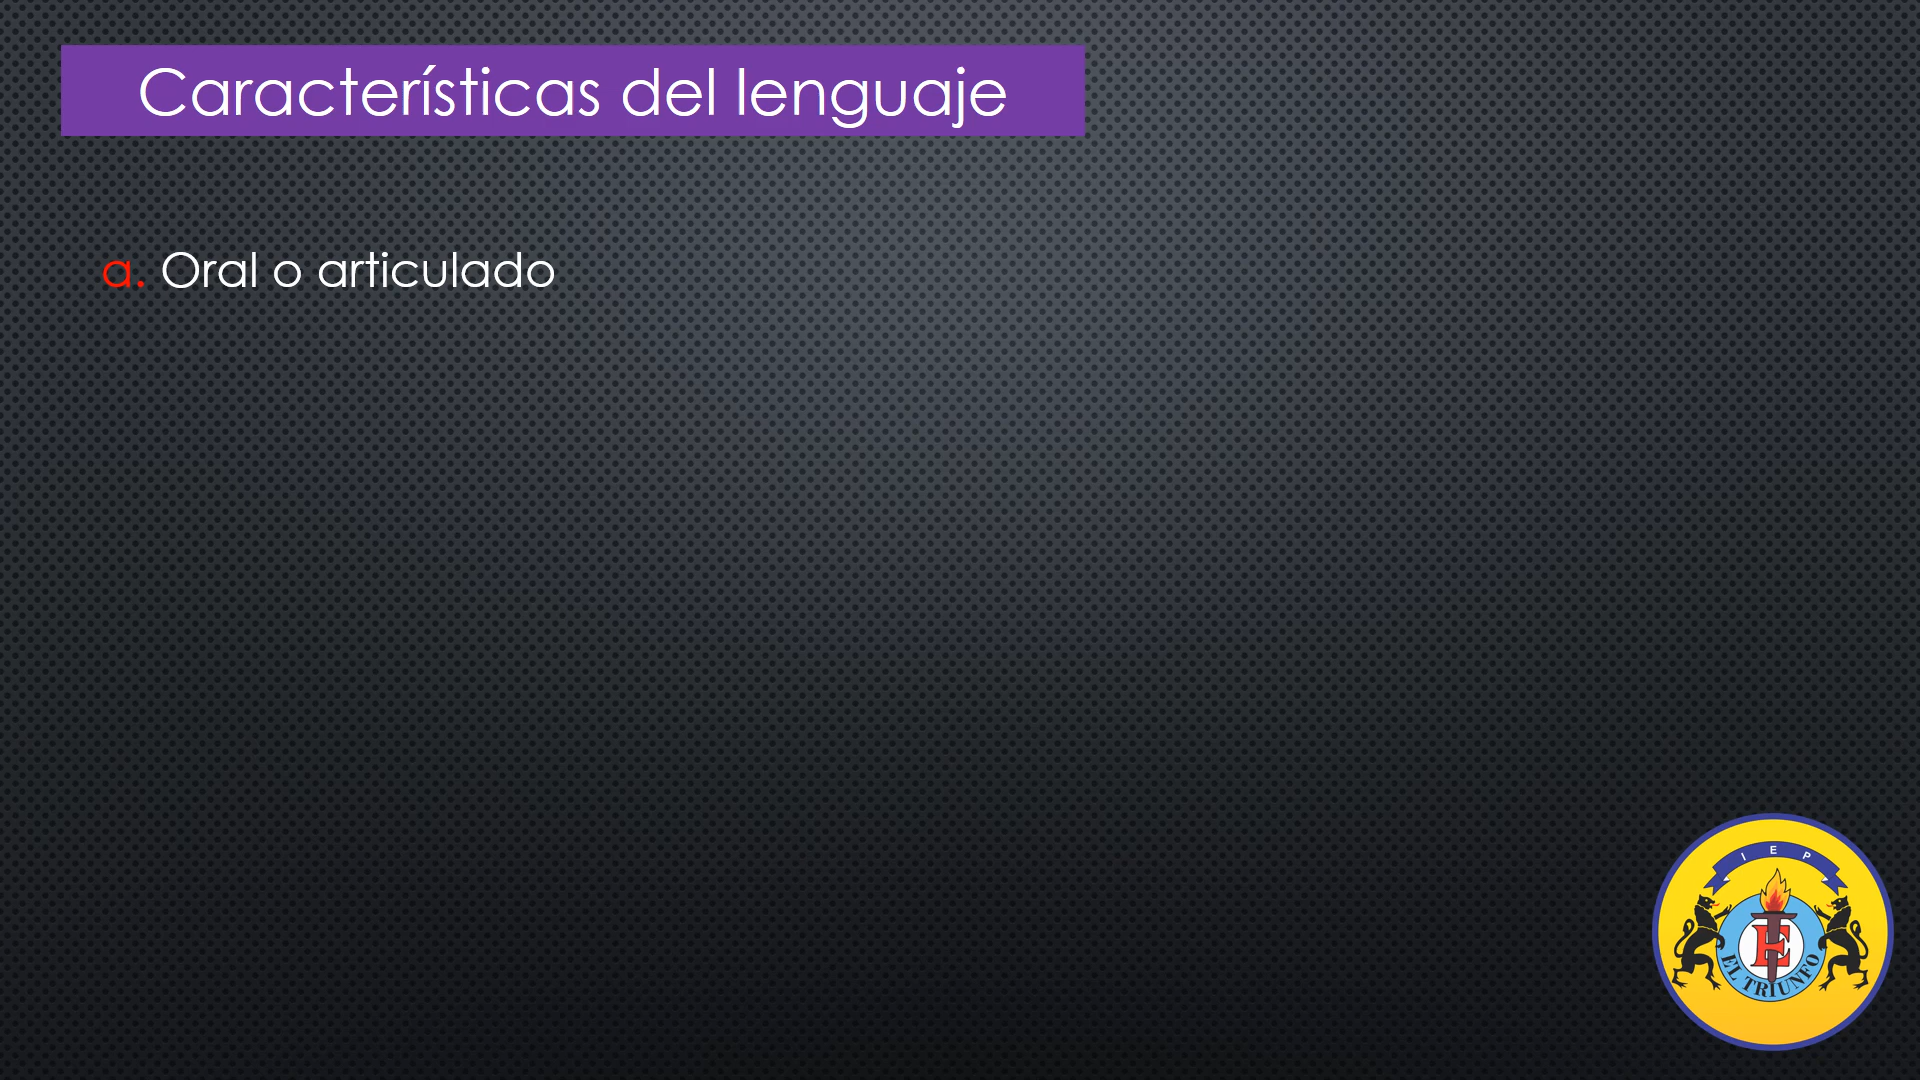 Características del lenguaje
a. Oral o articulado
I E P
E
EL TRIUNFO